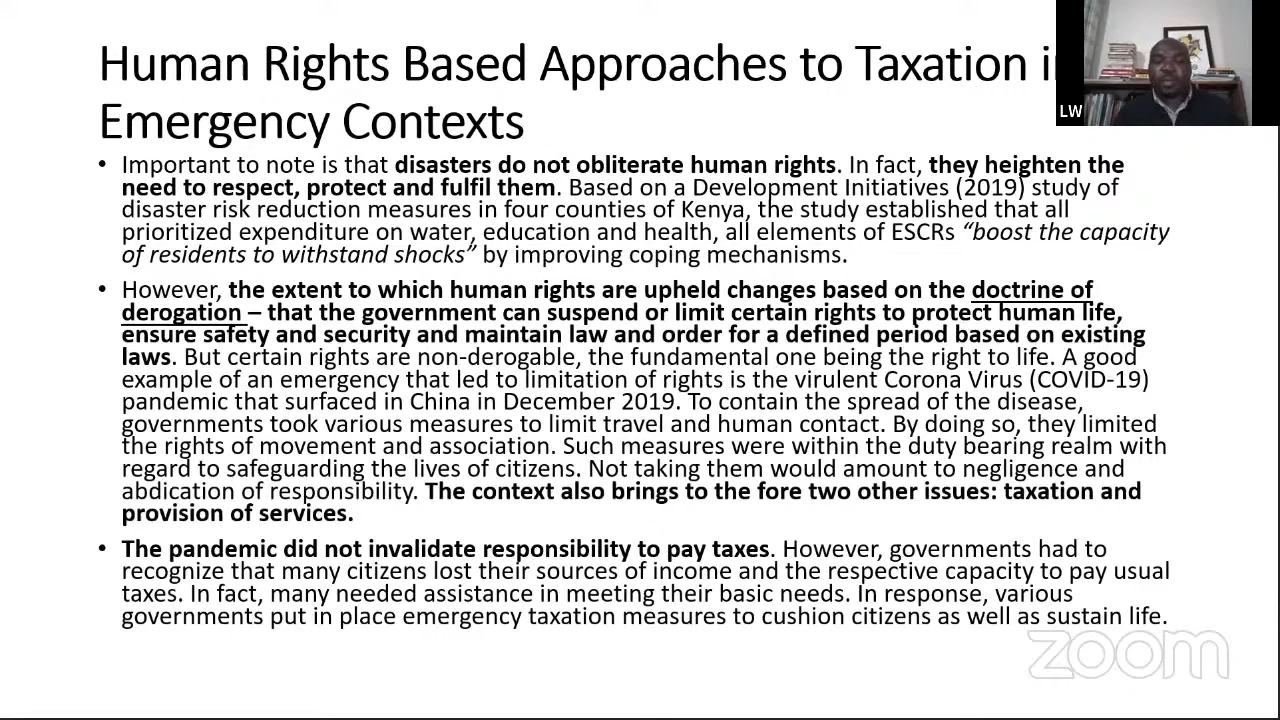 Human Rights Based Approaches to Taxation in
Emergency Contexts
LW
• Important to note is that disasters do not obliterate human rights. In fact, they heighten the
need to respect, protect and fulfil them. Based on a Development Initiatives (2019) study of
disaster risk reduction measures in four counties of Kenya, the study established that all
prioritized expenditure on water, education and health, all elements of ESCRs “boost the capacity
of residents to withstand shocks” by improving coping mechanisms.
• However, the extent to which human rights are upheld changes based on the doctrine of
derogation – that the government can suspend or limit certain rights to protect human life,
ensure safety and security and maintain law and order for a defined period based on existing
laws. But certain rights are non-derogable, the fundamental one being the right to life. A good
example of an emergency that led to limitation of rights is the virulent Corona Virus (COVID-19)
pandemic that surfaced in China in December 2019. To contain the spread of the disease,
governments took various measures to limit travel and human contact. By doing so, they limited
the rights of movement and association. Such measures were within the duty bearing realm with
regard to safeguarding the lives of citizens. Not taking them would amount to negligence and
abdication of responsibility. The context also brings to the fore two other issues: taxation and
provision of services.
• The pandemic did not invalidate responsibility to pay taxes. However, governments had to
recognize that many citizens lost their sources of income and the respective capacity to pay usual
taxes. In fact, many needed assistance in meeting their basic needs. In response, various
governments put in place emergency taxation measures to cushion citizens as well as sustain life.
zoom